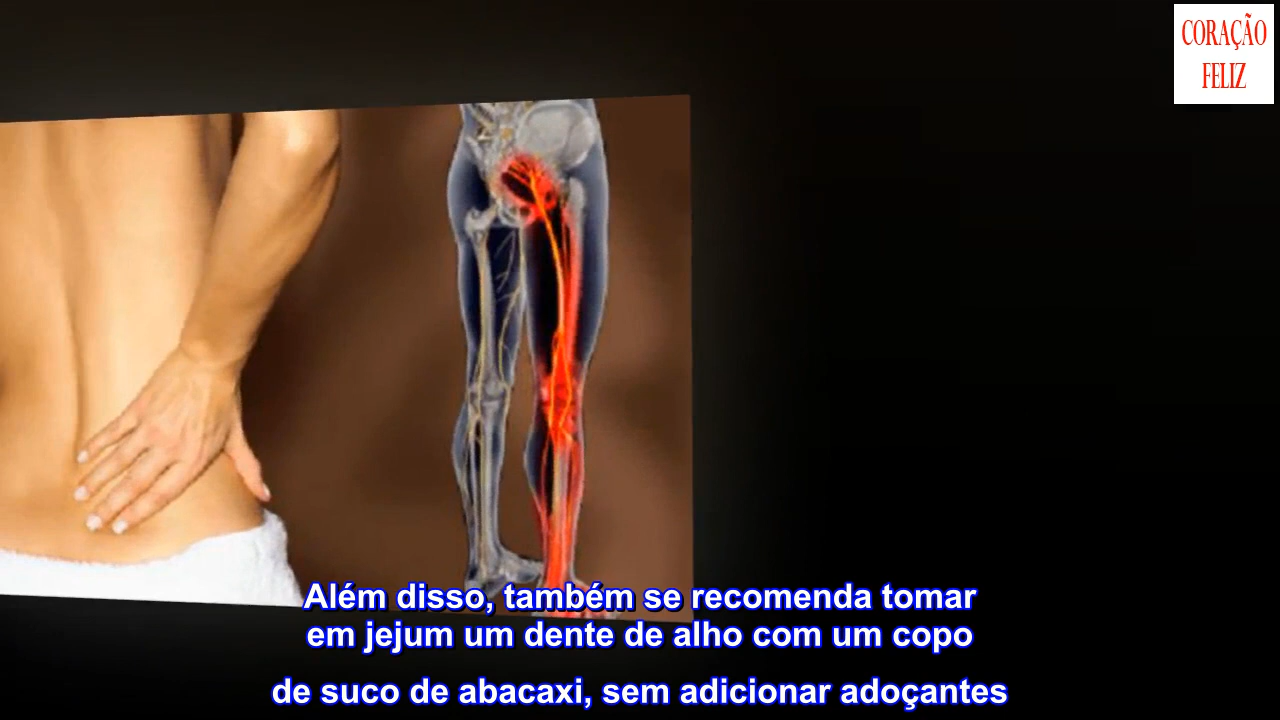 CORAÇÃO
FELIZ
Além disso, também se recomenda tomar
em jejum um dente de alho com um copo
de suco de abacaxi, sem adicionar adoçantes